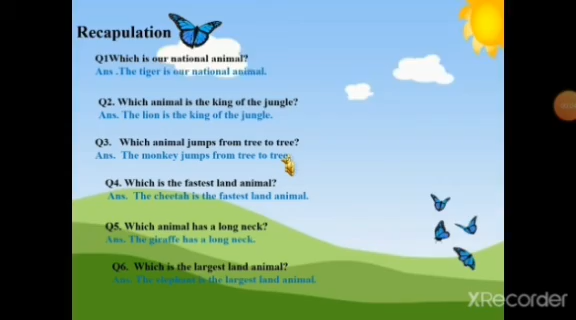 Recapulation
Q1Which is our national animal?
Ans .The tiger is our national animal.
Q2. Which animal is the king of the jungle?
Ans. The lion is the king of the jungle.
Q3. Which animal jumps from tree to tree?
Ans. The monkey jumps from tree to tree.
Q4. Which is the fastest land animal?
Ans. The cheetah is the fastest land animal.
Q5. Which animal has a long neck?
Ans. The giraffe has a long neck.
Q6. Which is the largest land animal?
Ans. The elephant is the largest land animal.
XRecorder